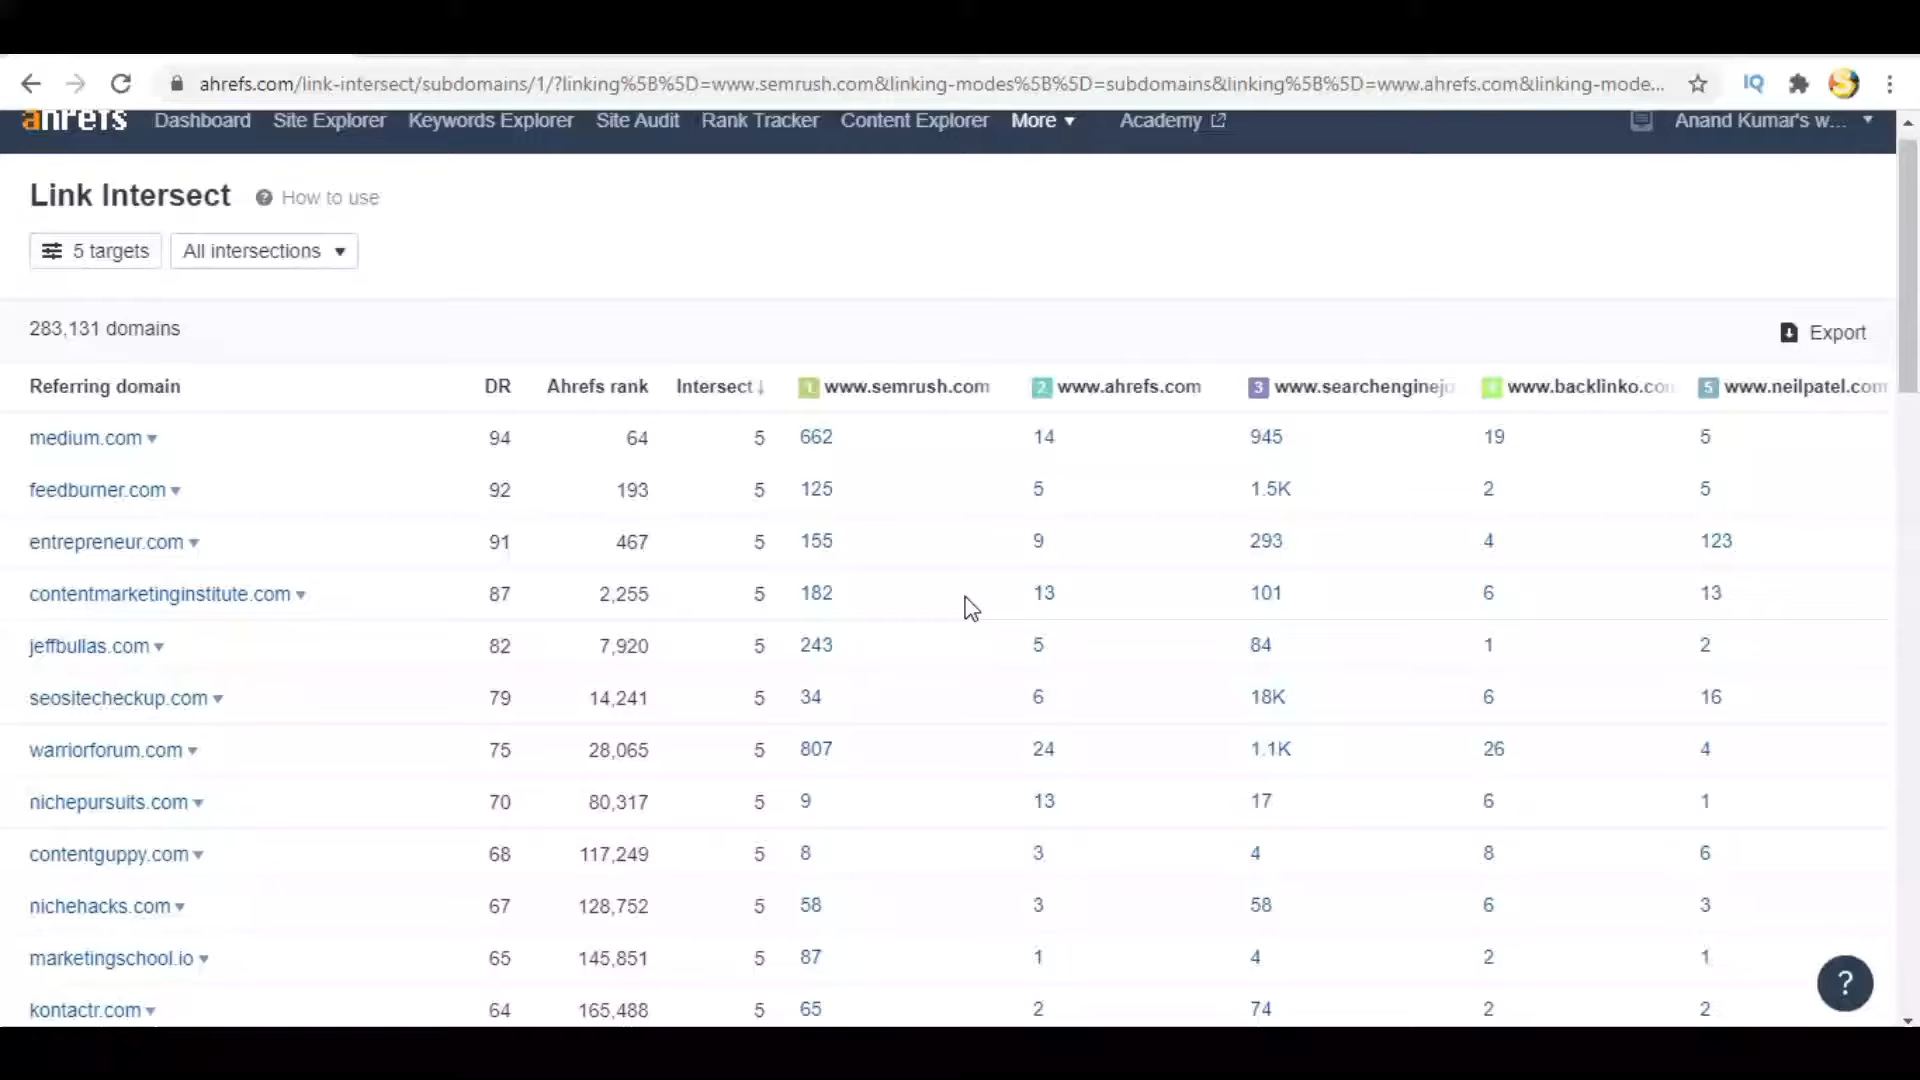 ahrefs.com/link-intersect/subdomains/1/?linking%5B%5D=www.semrush.com&linking-modes%5B%5D=subdomains&linking%5B%5D=www.ahrefs.com&linking-mode...
IQ
ahrefs Dashboard Site Explorer Keywords Explorer Site Audit Rank Tracker Content Explorer More Academy Anand Kumar's w...
Link Intersect ? How to use
5 targets All intersections
283,131 domains
Export
Referring domain DR Ahrefs rank Intersect↓ 1 www.semrush.com 2 www.ahrefs.com 3 www.searchenginejo 4 www.backlinko.com 5 www.neilpatel.com
medium.com 94 64 5 662 14 945 19 5
feedburner.com 92 193 5 125 5 1.5K 2 5
entrepreneur.com 91 467 5 155 9 293 4 123
contentmarketinginstitute.com 87 2,255 5 182 13 101 6 13
jeffbullas.com 82 7,920 5 243 5 84 1 2
seositecheckup.com 79 14,241 5 34 6 18K 6 16
warriorforum.com 75 28,065 5 807 24 1.1K 26 4
nichepursuits.com 70 80,317 5 9 13 17 6 1
contentguppy.com 68 117,249 5 8 3 4 8 6
nichehacks.com 67 128,752 5 58 3 58 6 3
marketingschool.io 65 145,851 5 87 1 4 2 1
?
kontactr.com 64 165,488 5 65 2 74 2 2